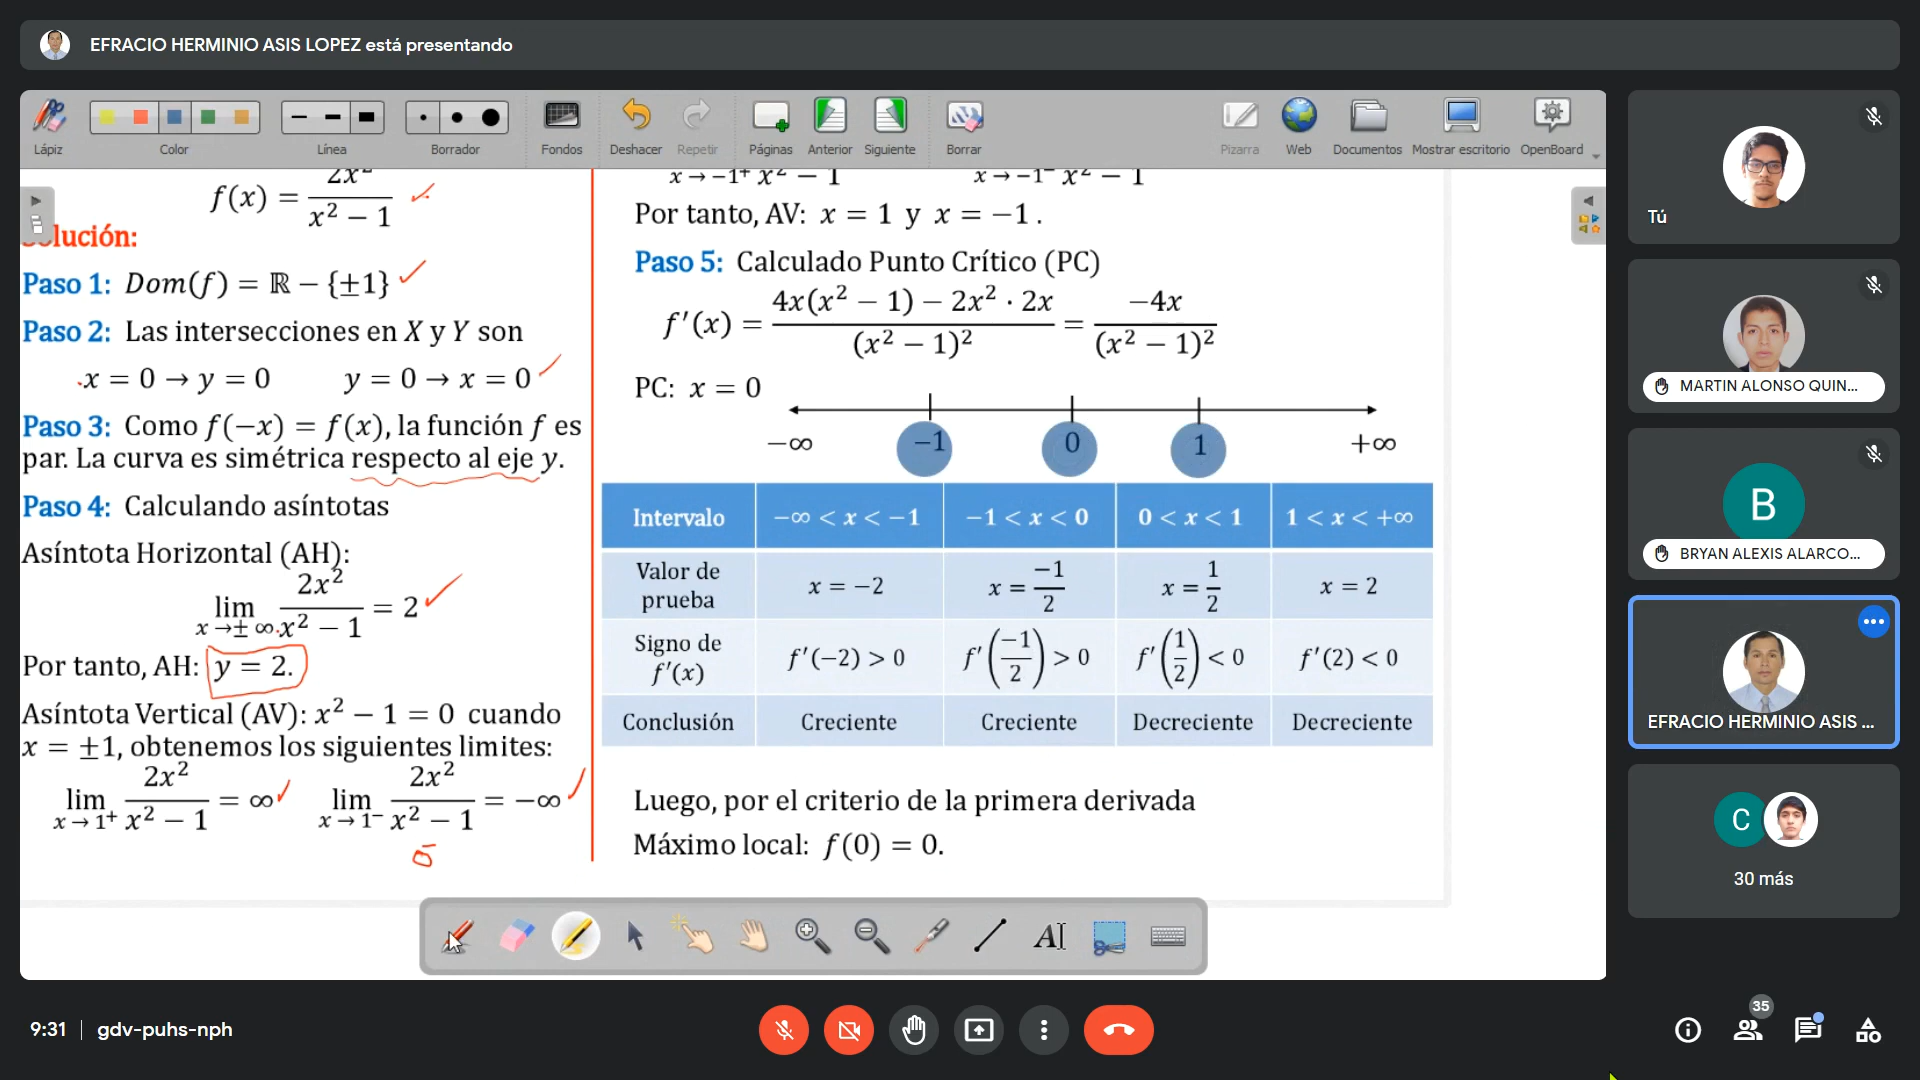 EFRACIO HERMINIO ASIS LOPEZ está presentando
Lápiz
Color
Línea
Borrador
Fondos
Deshacer
Repetir
Páginas
Anterior
Siguiente
Borrar
Pizarra
Web
Documentos
Mostrar escritorio
OpenBoard
f(x) = 2x² / x² − 1
Solución:
Paso 1: Dom(f) = ℝ − {±1}
Paso 2: Las intersecciones en X y Y son
x = 0 → y = 0 y = 0 → x = 0
Paso 3: Como f(−x) = f(x), la función f es
par. La curva es simétrica respecto al eje y.
Paso 4: Calculando asíntotas
Asíntota Horizontal (AH):
lim x→± ∞ 2x² / x² − 1 = 2
Por tanto, AH: y = 2.
Asíntota Vertical (AV): x² − 1 = 0 cuando
x = ±1, obtenemos los siguientes limites:
lim x→1⁺ 2x² / x² − 1 = ∞ lim x→1⁻ 2x² / x² − 1 = −∞
x→−1⁺ x² − 1 x→−1⁻ x² − 1
Por tanto, AV: x = 1 y x = −1.
Paso 5: Calculado Punto Crítico (PC)
f′(x) = 4x(x² − 1) − 2x² · 2x / (x² − 1)² = −4x / (x² − 1)²
PC: x = 0
−∞ −1 0 1 +∞
Intervalo −∞ < x < −1 −1 < x < 0 0 < x < 1 1 < x < +∞
Valor de prueba x = −2 x = −1/2 x = 1/2 x = 2
Signo de f′(x) f′(−2) > 0 f′(−1/2) > 0 f′(1/2) < 0 f′(2) < 0
Conclusión Creciente Creciente Decreciente Decreciente
Luego, por el criterio de la primera derivada
Máximo local: f(0) = 0.
Tú
MARTIN ALONSO QUIN...
B
BRYAN ALEXIS ALARCO...
EFRACIO HERMINIO ASIS ...
C
30 más
9:31 | gdv-puhs-nph
35